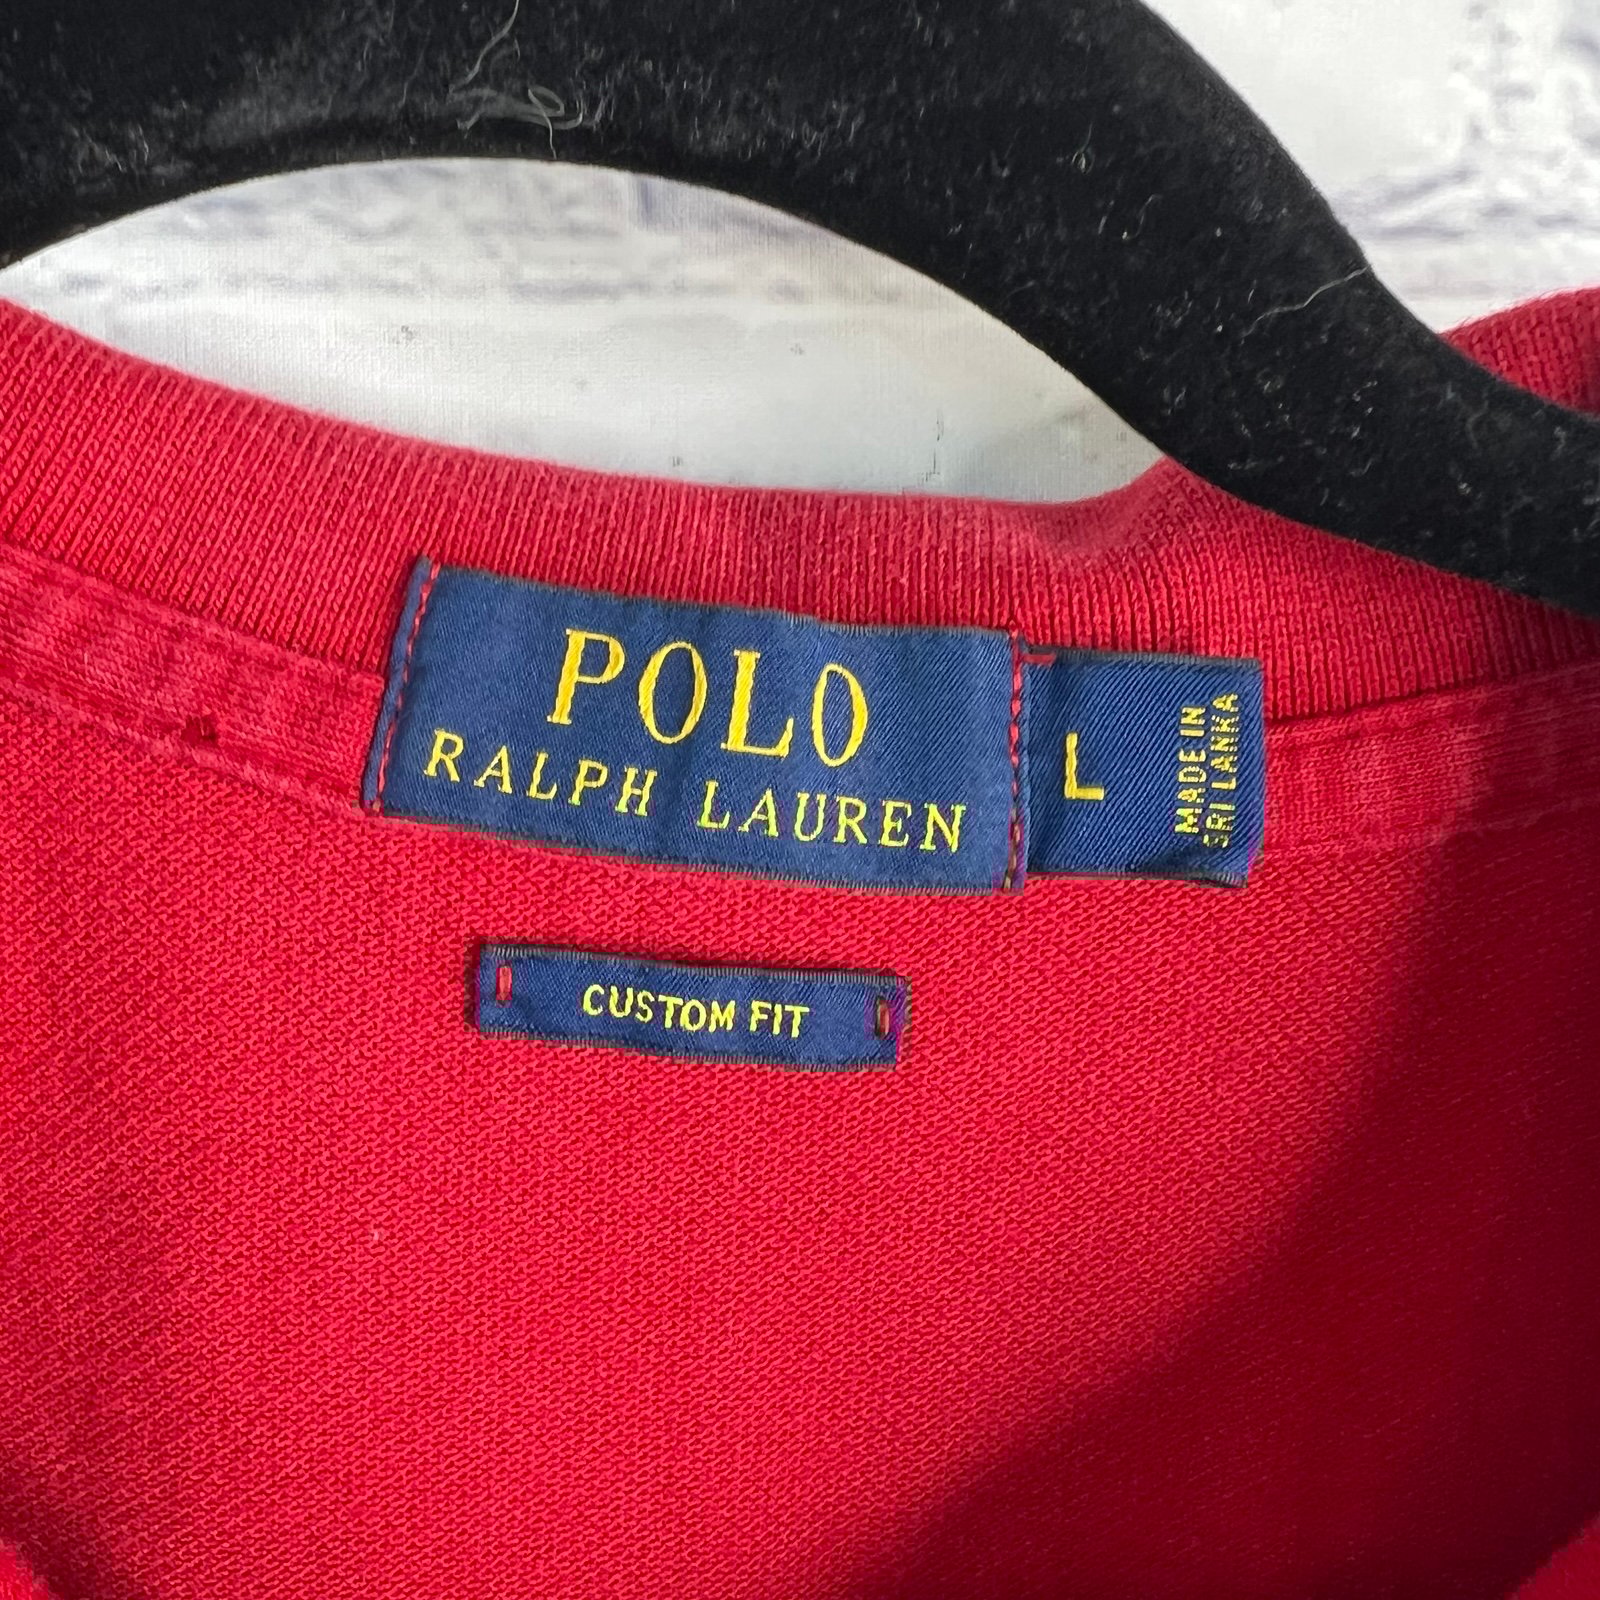 POLO
RALPH LAUREN
L
MADE IN
SRI LANKA
CUSTOM FIT